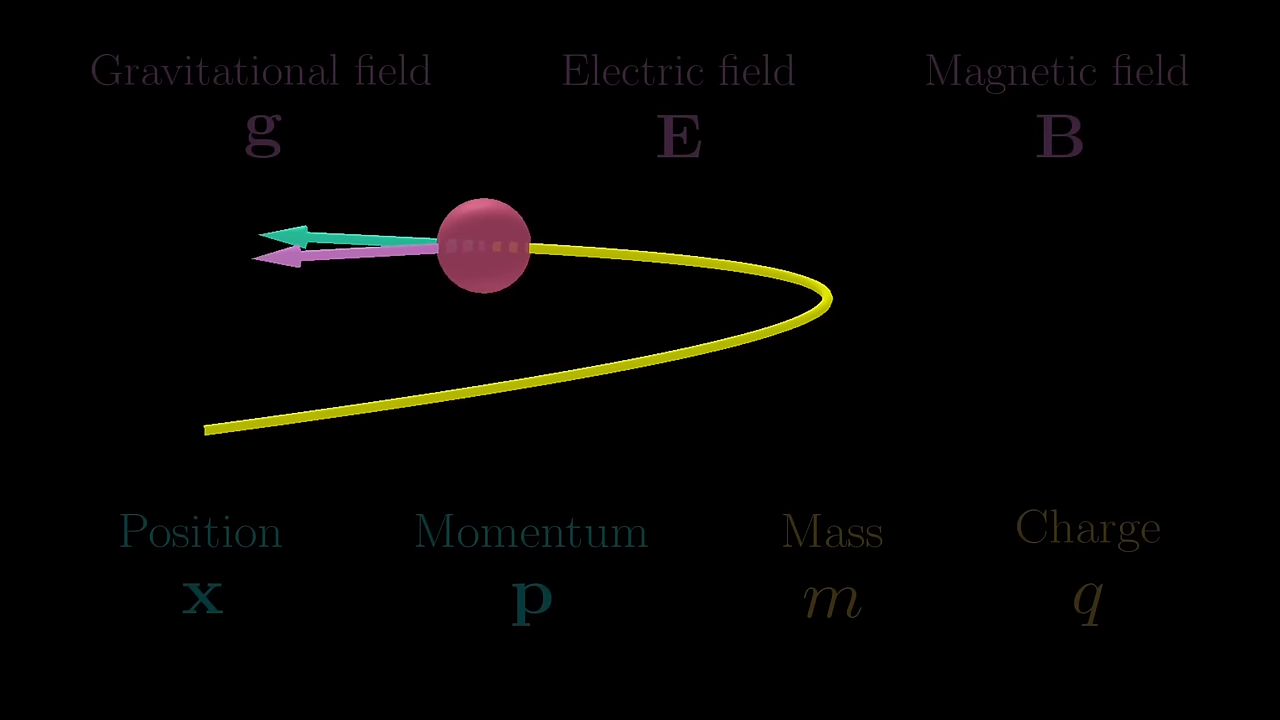 Gravitational field Electric field Magnetic field
g E B
Position Momentum Mass Charge
x p m q